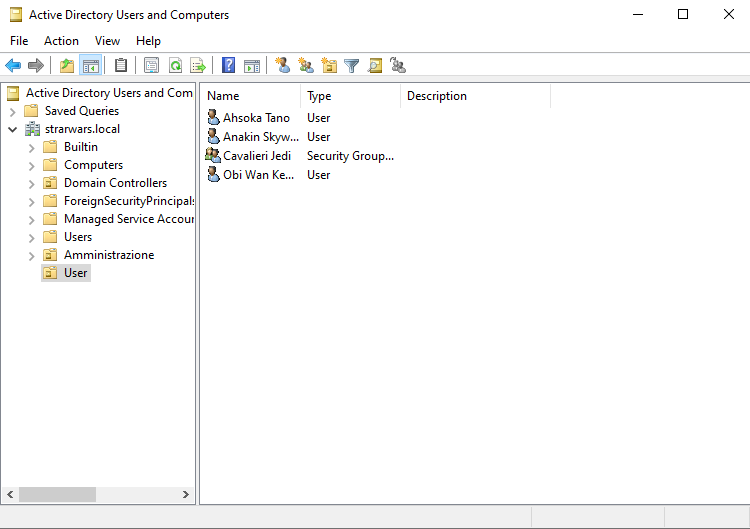 Active Directory Users and Computers
File Action View Help
Active Directory Users and Com
Saved Queries
strarwars.local
Builtin
Computers
Domain Controllers
ForeignSecurityPrincipals
Managed Service Accour
Users
Amministrazione
User
Name Type Description
Ahsoka Tano User
Anakin Skyw... User
Cavalieri Jedi Security Group...
Obi Wan Ke... User